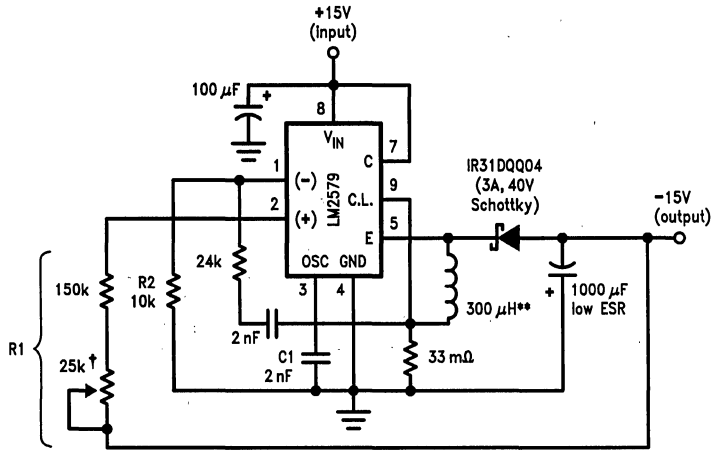 +15V
(input)
100 μF
+
8
V_IN
7
C
1
(-)
9
C.L.
2
(+)
LM2579
5
E
IR31DQ04
(3A, 40V
Schottky)
-15V
(output)
24k
OSC
GND
3
4
150k
R2
10k
300 μH**
+
1000 μF
low ESR
R1
25k†
2 nF
C1
2 nF
33 mΩ